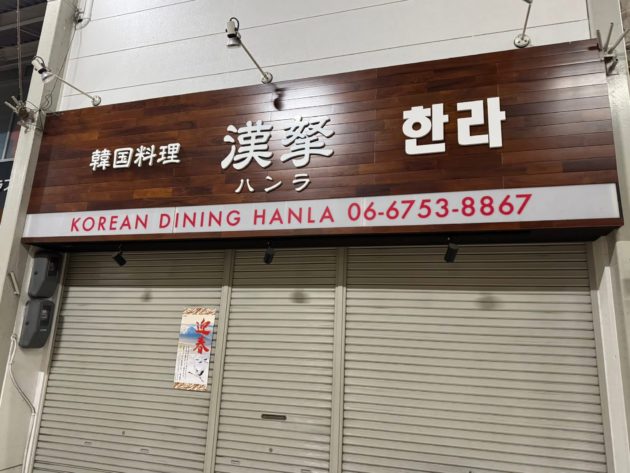 韓国料理 漢拏 한라
ハンラ
KOREAN DINING HANLA 06-6753-8867
迎春